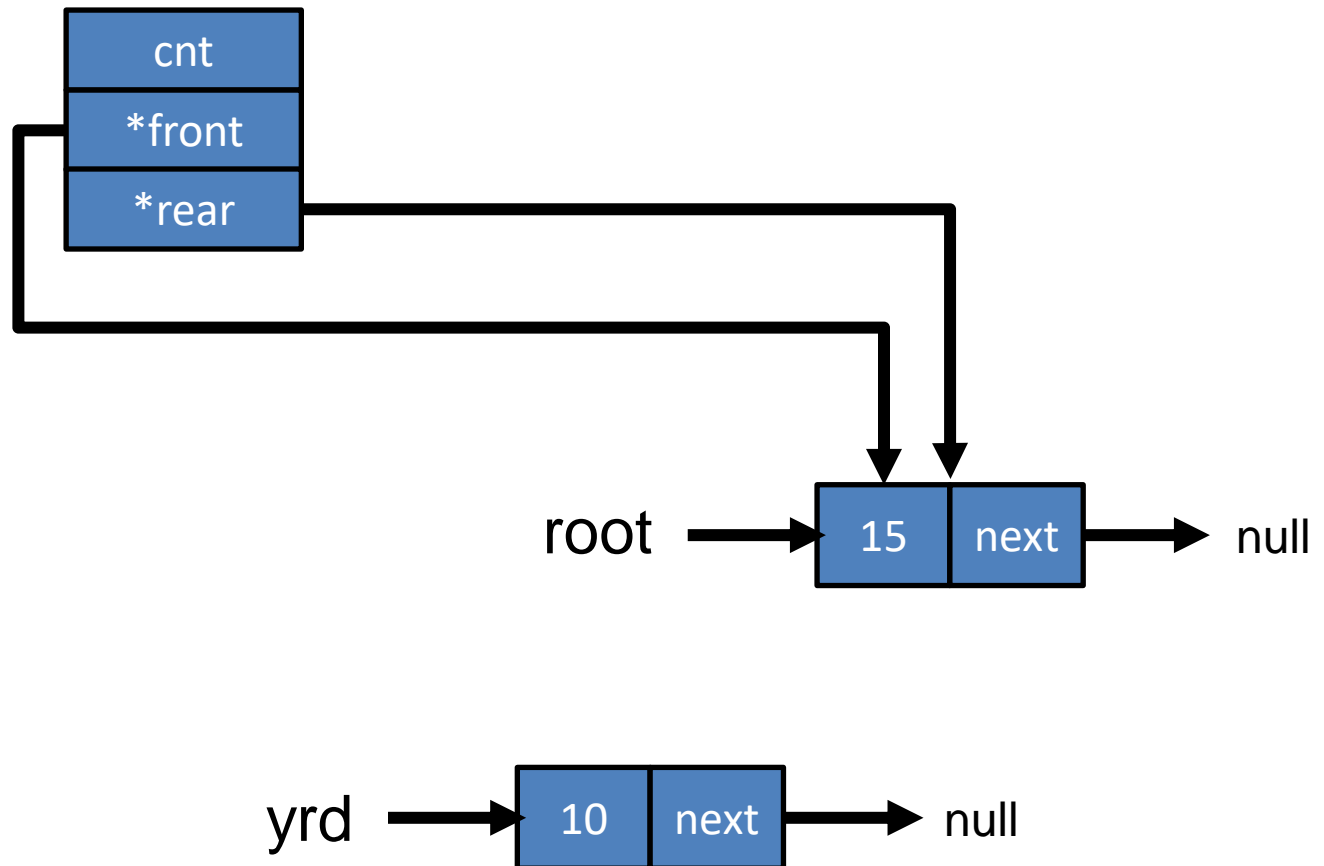 cnt
*front
*rear
root 15 next null
yrd 10 next null